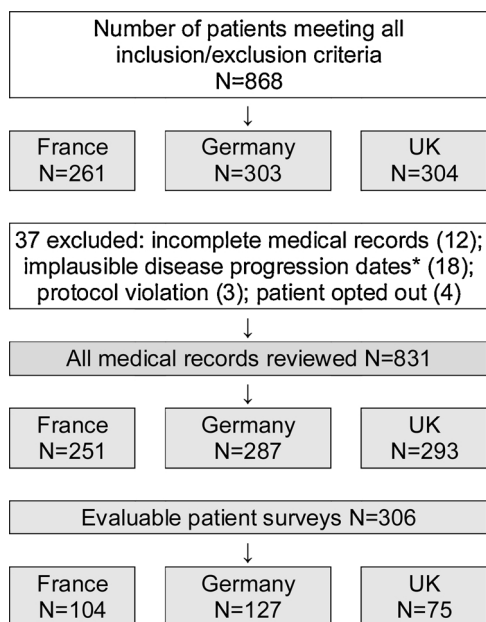 Number of patients meeting all
inclusion/exclusion criteria
N=868
↓
France
N=261
Germany
N=303
UK
N=304
37 excluded: incomplete medical records (12);
implausible disease progression dates* (18);
protocol violation (3); patient opted out (4)
↓
All medical records reviewed N=831
↓
France
N=251
Germany
N=287
UK
N=293
Evaluable patient surveys N=306
↓
France
N=104
Germany
N=127
UK
N=75